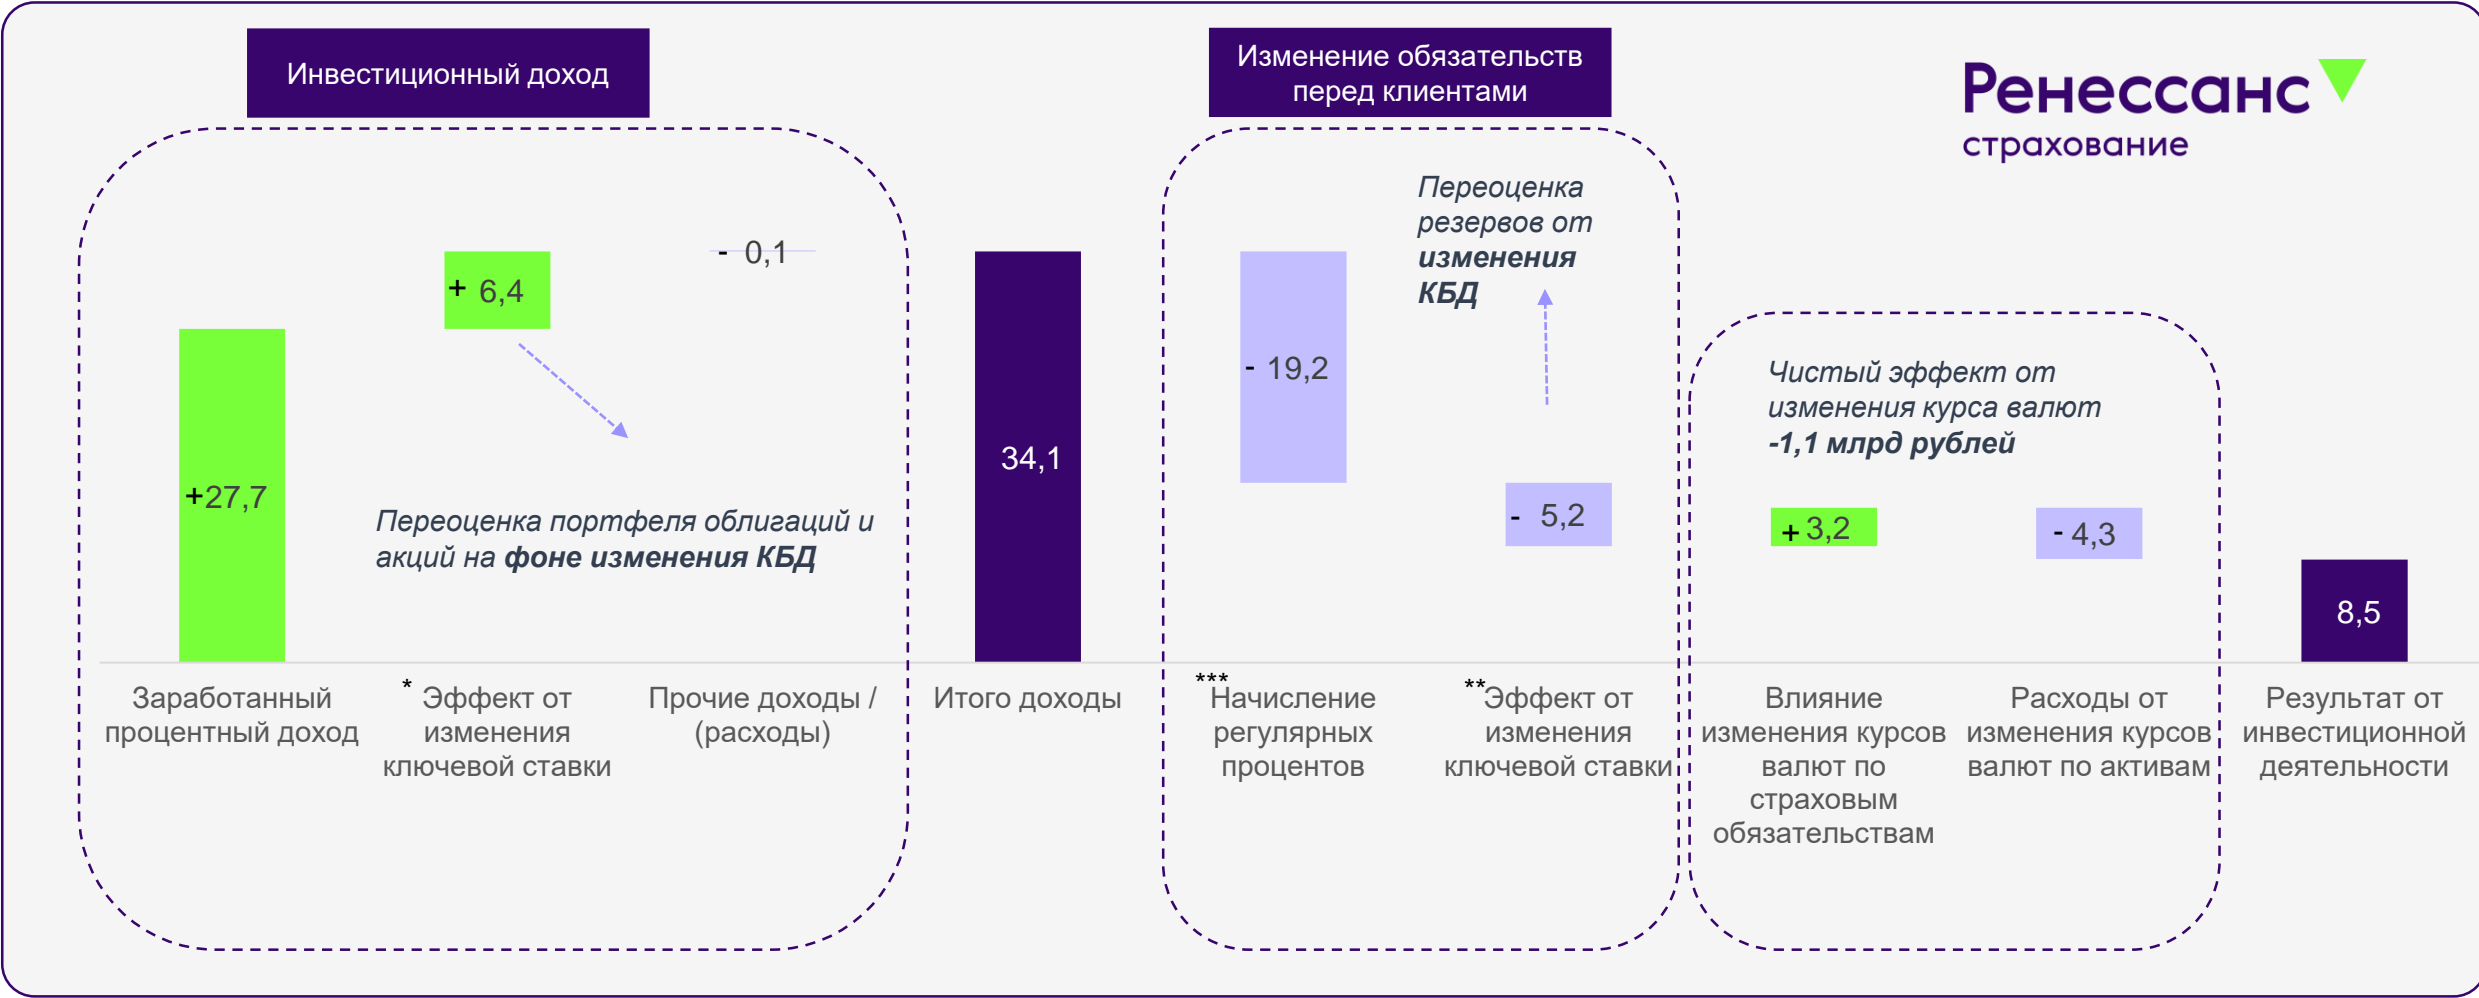 Инвестиционный доход
Изменение обязательств
перед клиентами
Ренессанс
страхование
Переоценка
резервов от
изменения
КБД
- 0,1
+ 6,4
+27,7
34,1
- 19,2
- 5,2
Переоценка портфеля облигаций и
акций на фоне изменения КБД
Чистый эффект от
изменения курса валют
-1,1 млрд рублей
+ 3,2
- 4,3
8,5
Заработанный
процентный доход
* Эффект от
изменения
ключевой ставки
Прочие доходы /
(расходы)
Итого доходы
***
Начисление
регулярных
процентов
**Эффект от
изменения
ключевой ставки
Влияние
изменения курсов
валют по
страховым
обязательствам
Расходы от
изменения курсов
валют по активам
Результат от
инвестиционной
деятельности